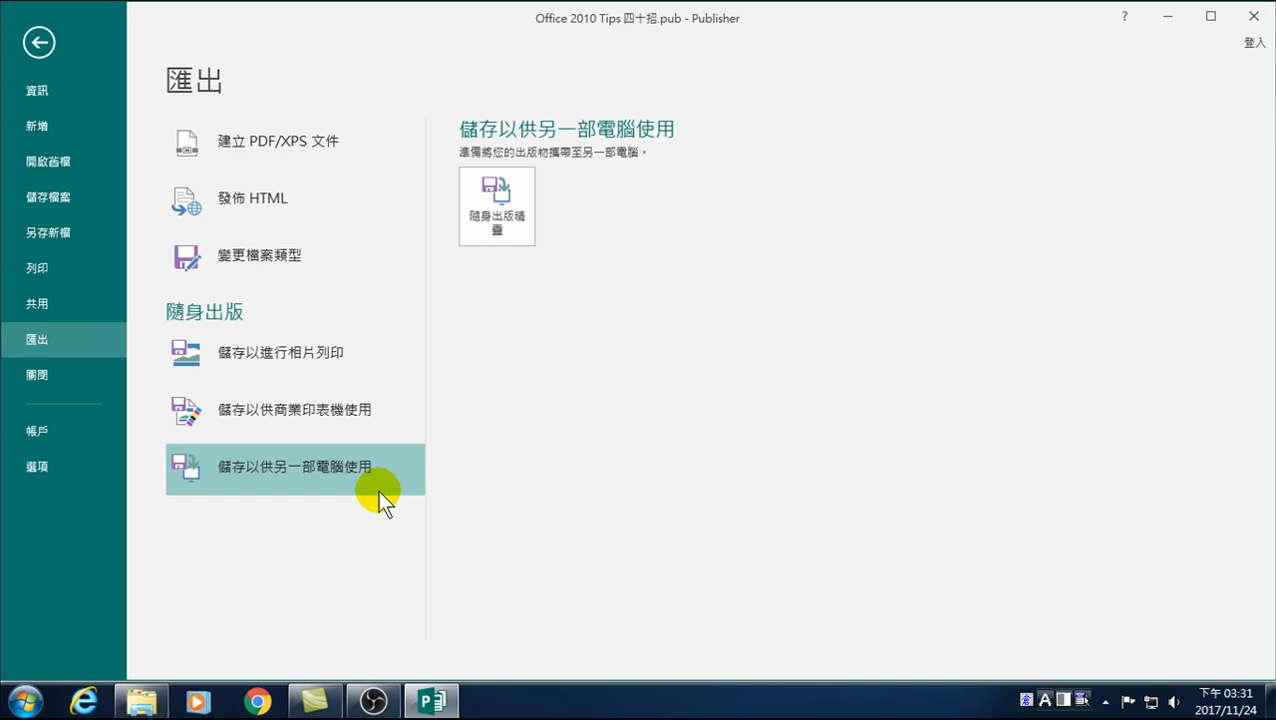 Office 2010 Tips 四十招.pub - Publisher
?
登入
資訊
新增
開啟舊檔
儲存檔案
另存新檔
列印
共用
匯出
關閉
帳戶
選項
匯出
建立 PDF/XPS 文件
發佈 HTML
變更檔案類型
隨身出版
儲存以進行相片列印
儲存以供商業印表機使用
儲存以供另一部電腦使用
儲存以供另一部電腦使用
準備將您的出版物攜帶至另一部電腦。
隨身出版精
靈
A
下午 03:31
2017/11/24